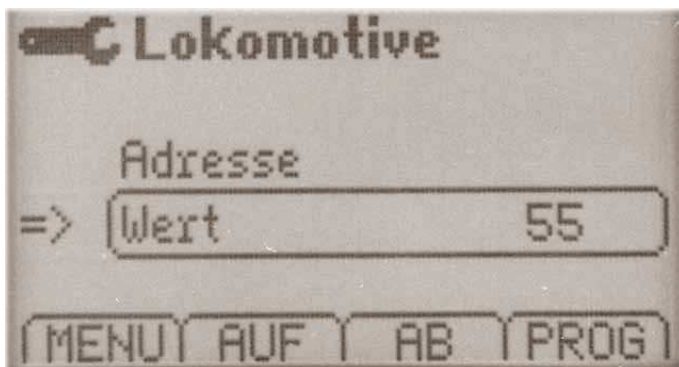 Lokomotive
Adresse
=> Wert 55
MENU AUF AB PROG